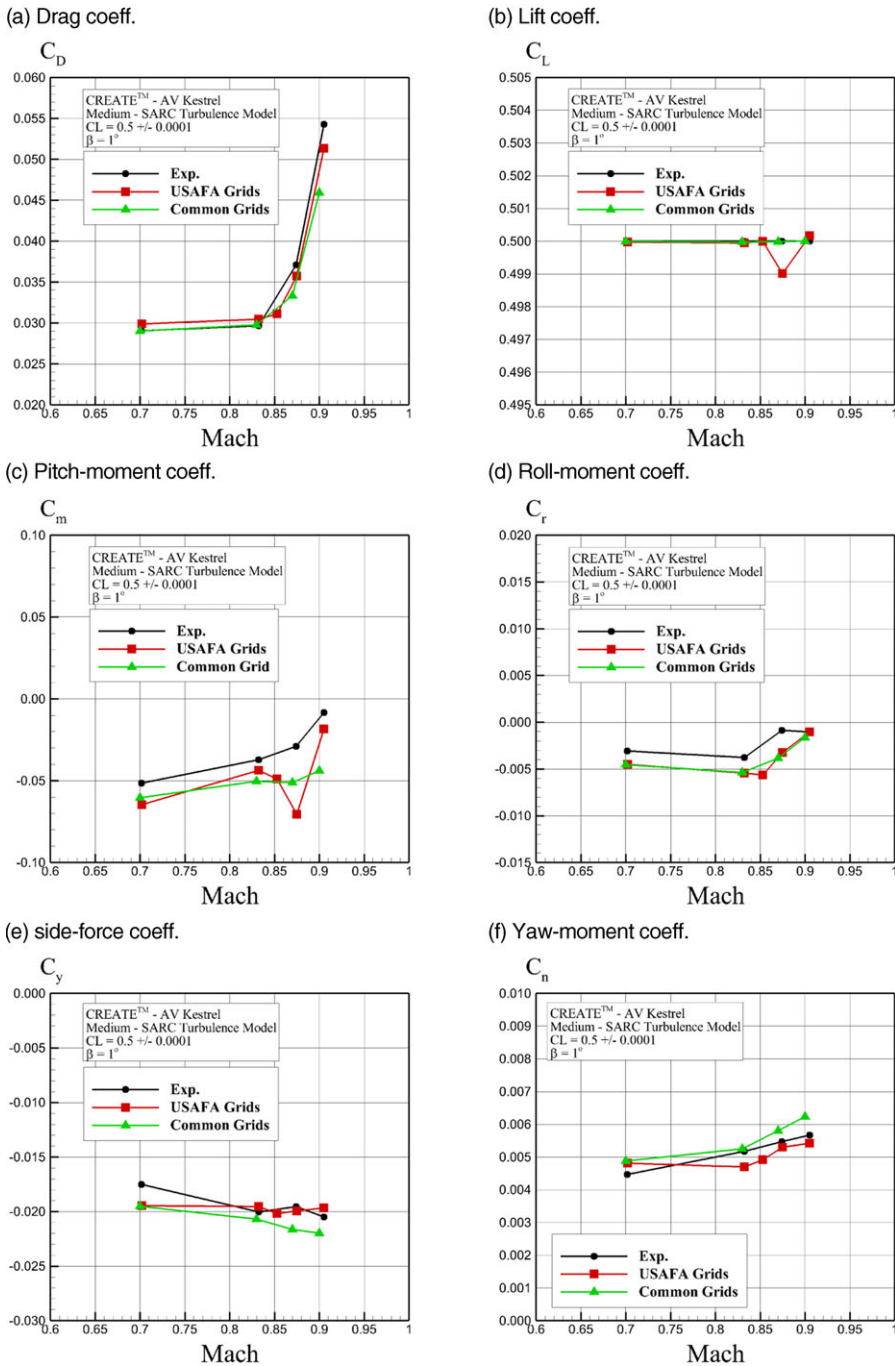 (a) Drag coeff.
C_D
0.060
0.055
0.050
0.045
0.040
0.035
0.030
0.025
0.020
CREATE™ - AV Kestrel
Medium - SARC Turbulence Model
CL = 0.5 +/- 0.0001
β = 1°
Exp.
USAFA Grids
Common Grids
0.6 0.65 0.7 0.75 0.8 0.85 0.9 0.95 1
Mach
(b) Lift coeff.
C_L
0.505
0.504
0.503
0.502
0.501
0.500
0.499
0.498
0.497
0.496
0.495
CREATE™ - AV Kestrel
Medium - SARC Turbulence Model
CL = 0.5 +/- 0.0001
β = 1°
Exp.
USAFA Grids
Common Grids
0.6 0.65 0.7 0.75 0.8 0.85 0.9 0.95 1
Mach
(c) Pitch-moment coeff.
C_m
0.10
0.05
0.00
-0.05
-0.10
CREATE™ - AV Kestrel
Medium - SARC Turbulence Model
CL = 0.5 +/- 0.0001
β = 1°
Exp.
USAFA Grids
Common Grid
0.6 0.65 0.7 0.75 0.8 0.85 0.9 0.95 1
Mach
(d) Roll-moment coeff.
C_r
0.020
0.015
0.010
0.005
0.000
-0.005
-0.010
-0.015
CREATE™ - AV Kestrel
Medium - SARC Turbulence Model
CL = 0.5 +/- 0.0001
β = 1°
Exp.
USAFA Grids
Common Grids
0.6 0.65 0.7 0.75 0.8 0.85 0.9 0.95 1
Mach
(e) side-force coeff.
C_y
0.000
-0.005
-0.010
-0.015
-0.020
-0.025
-0.030
CREATE™ - AV Kestrel
Medium - SARC Turbulence Model
CL = 0.5 +/- 0.0001
β = 1°
Exp.
USAFA Grids
Common Grids
0.6 0.65 0.7 0.75 0.8 0.85 0.9 0.95 1
Mach
(f) Yaw-moment coeff.
C_n
0.010
0.009
0.008
0.007
0.006
0.005
0.004
0.003
0.002
0.001
0.000
CREATE™ - AV Kestrel
Medium - SARC Turbulence Model
CL = 0.5 +/- 0.0001
β = 1°
Exp.
USAFA Grids
Common Grids
0.6 0.65 0.7 0.75 0.8 0.85 0.9 0.95 1
Mach